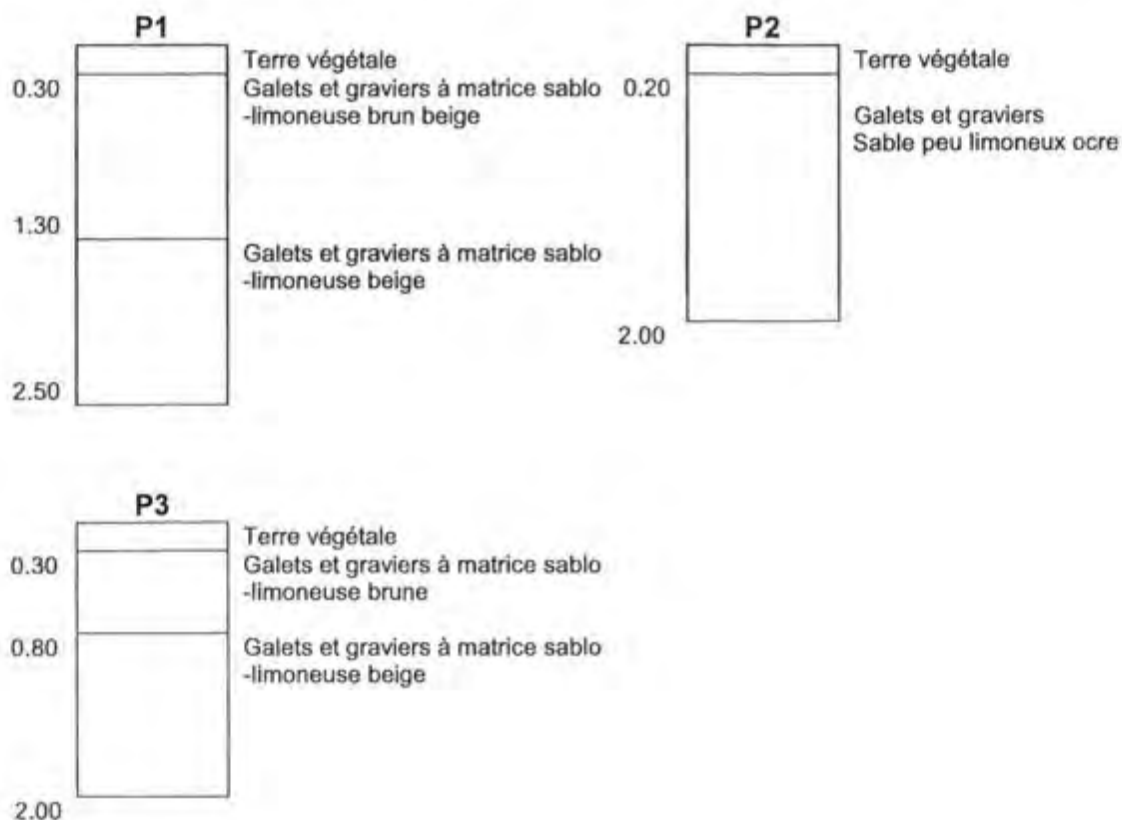 P1
Terre végétale
0.30
Galets et graviers à matrice sablo
-limoneuse brun beige
1.30
Galets et graviers à matrice sablo
-limoneuse beige
2.50
P2
Terre végétale
0.20
Galets et graviers
Sable peu limoneux ocre
2.00
P3
Terre végétale
0.30
Galets et graviers à matrice sablo
-limoneuse brune
0.80
Galets et graviers à matrice sablo
-limoneuse beige
2.00